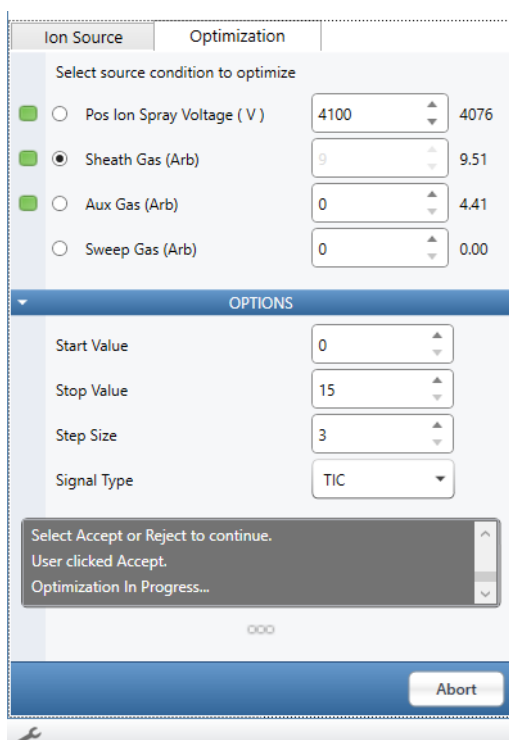 Ion Source Optimization
Select source condition to optimize
Pos Ion Spray Voltage ( V ) 4100 4076
Sheath Gas (Arb) 9 9.51
Aux Gas (Arb) 0 4.41
Sweep Gas (Arb) 0 0.00
OPTIONS
Start Value 0
Stop Value 15
Step Size 3
Signal Type TIC
Select Accept or Reject to continue.
User clicked Accept.
Optimization In Progress...
Abort